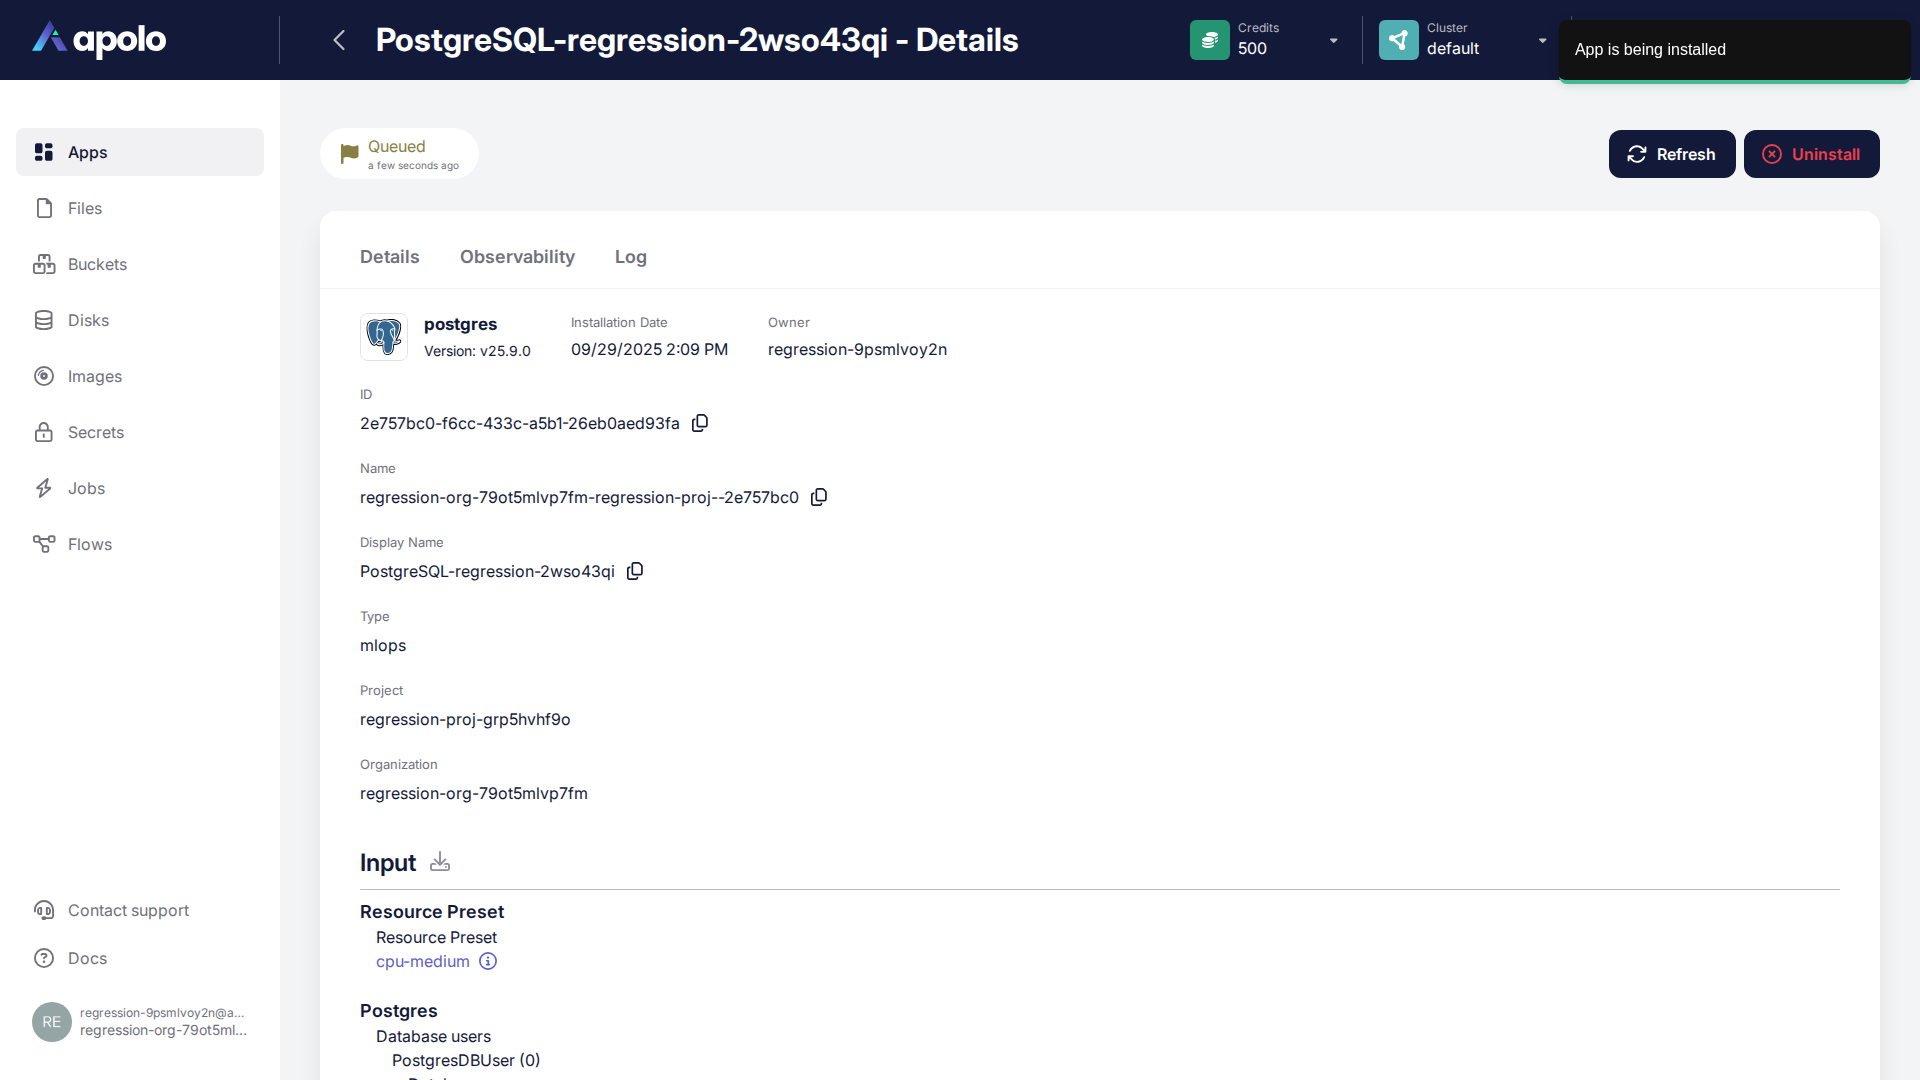 apolo
PostgreSQL-regression-2wso43qi - Details
Credits
500
Cluster
default
App is being installed
Apps
Files
Buckets
Disks
Images
Secrets
Jobs
Flows
Contact support
Docs
RE
regression-9psmlvoy2n@a...
regression-org-79ot5ml...
Queued
a few seconds ago
Refresh
Uninstall
Details
Observability
Log
postgres
Version: v25.9.0
Installation Date
09/29/2025 2:09 PM
Owner
regression-9psmlvoy2n
ID
2e757bc0-f6cc-433c-a5b1-26eb0aed93fa
Name
regression-org-79ot5mlvp7fm-regression-proj--2e757bc0
Display Name
PostgreSQL-regression-2wso43qi
Type
mlops
Project
regression-proj-grp5hvhf9o
Organization
regression-org-79ot5mlvp7fm
Input
Resource Preset
Resource Preset
cpu-medium
Postgres
Database users
PostgresDBUser (0)